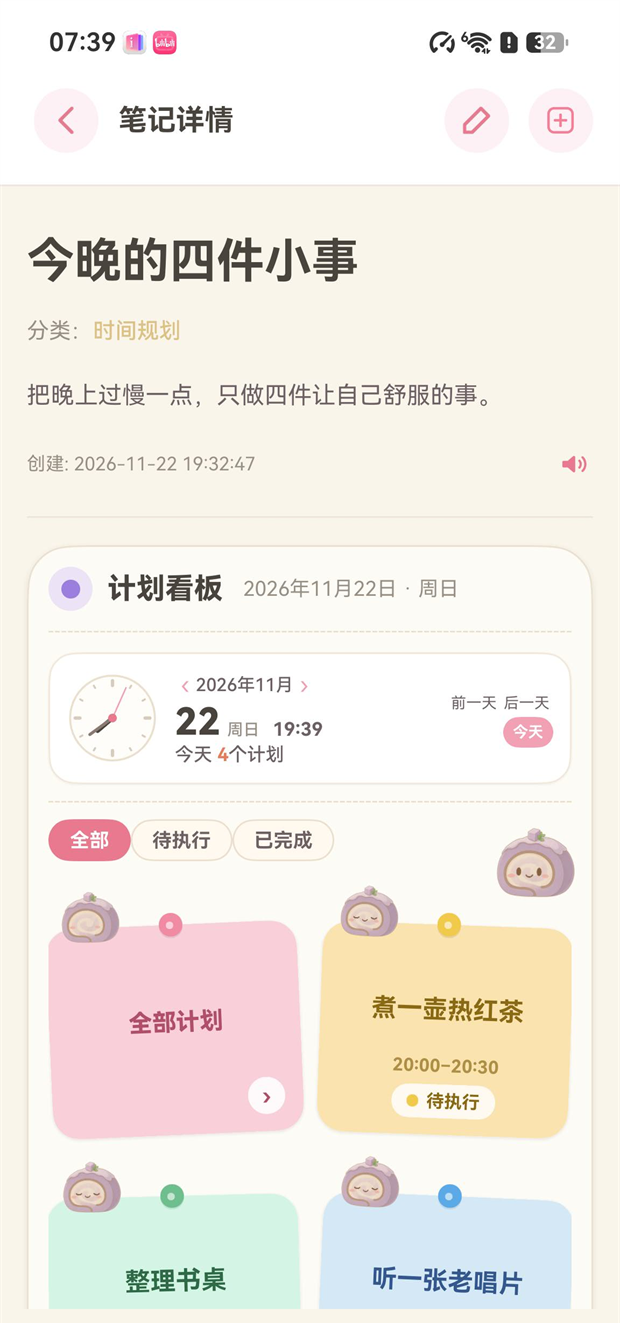 07:39
bilibili
6
32
笔记详情
今晚的四件小事
分类: 时间规划
把晚上过慢一点，只做四件让自己舒服的事。
创建: 2026-11-22 19:32:47
计划看板 2026年11月22日 · 周日
‹ 2026年11月 ›
前一天 后一天
22 周日 19:39
今天
今天 4个计划
全部 待执行 已完成
全部计划
›
煮一壶热红茶
20:00-20:30
待执行
整理书桌
听一张老唱片